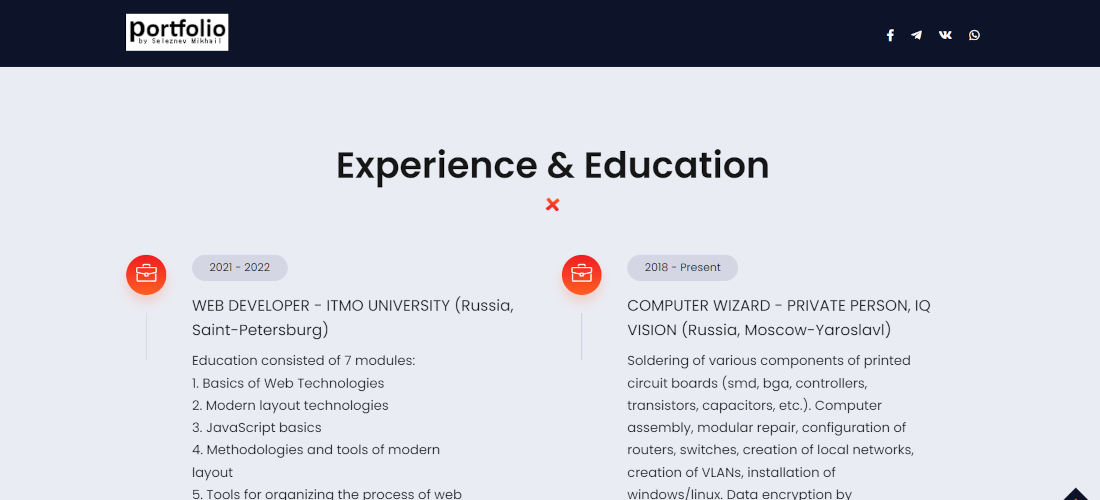 portfolio
by Seleznev Mikhail
Experience & Education
2021 - 2022
WEB DEVELOPER - ITMO UNIVERSITY (Russia,
Saint-Petersburg)
Education consisted of 7 modules:
1. Basics of Web Technologies
2. Modern layout technologies
3. JavaScript basics
4. Methodologies and tools of modern
layout
5. Tools for organizing the process of web
2018 - Present
COMPUTER WIZARD - PRIVATE PERSON, IQ
VISION (Russia, Moscow-Yaroslavl)
Soldering of various components of printed
circuit boards (smd, bga, controllers,
transistors, capacitors, etc.). Computer
assembly, modular repair, configuration of
routers, switches, creation of local networks,
creation of VLANs, installation of
windows/linux. Data encryption by